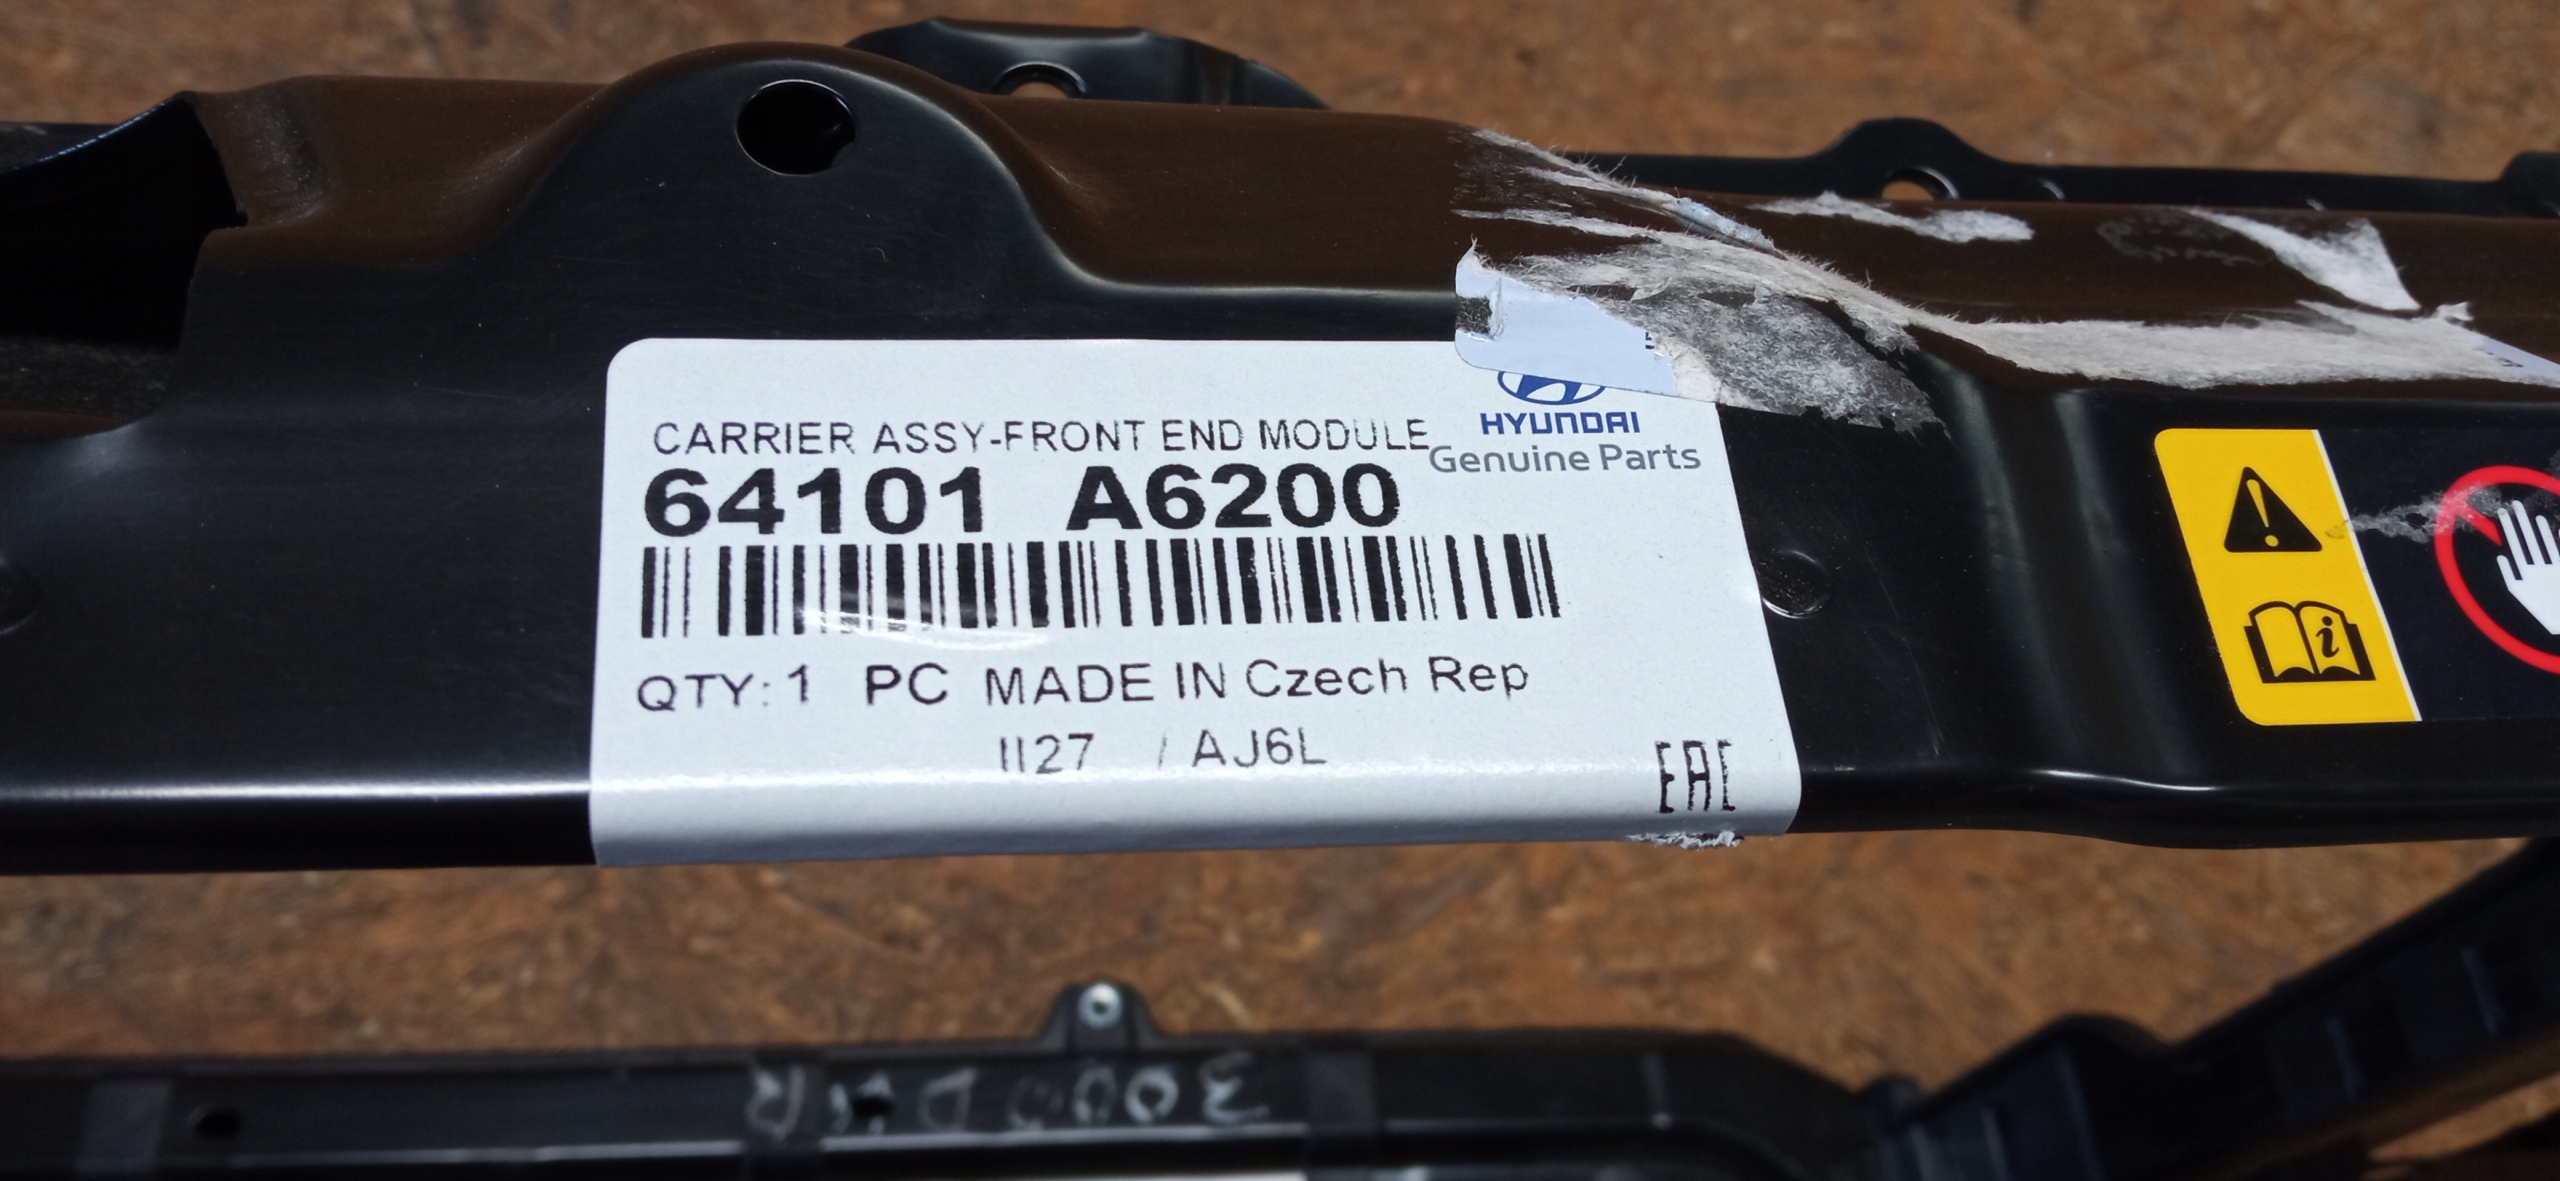 HYUNDAI
Genuine Parts
CARRIER ASSY-FRONT END MODULE
64101 A6200
QTY: 1 PC MADE IN Czech Rep
II27 / AJ6L
EAC